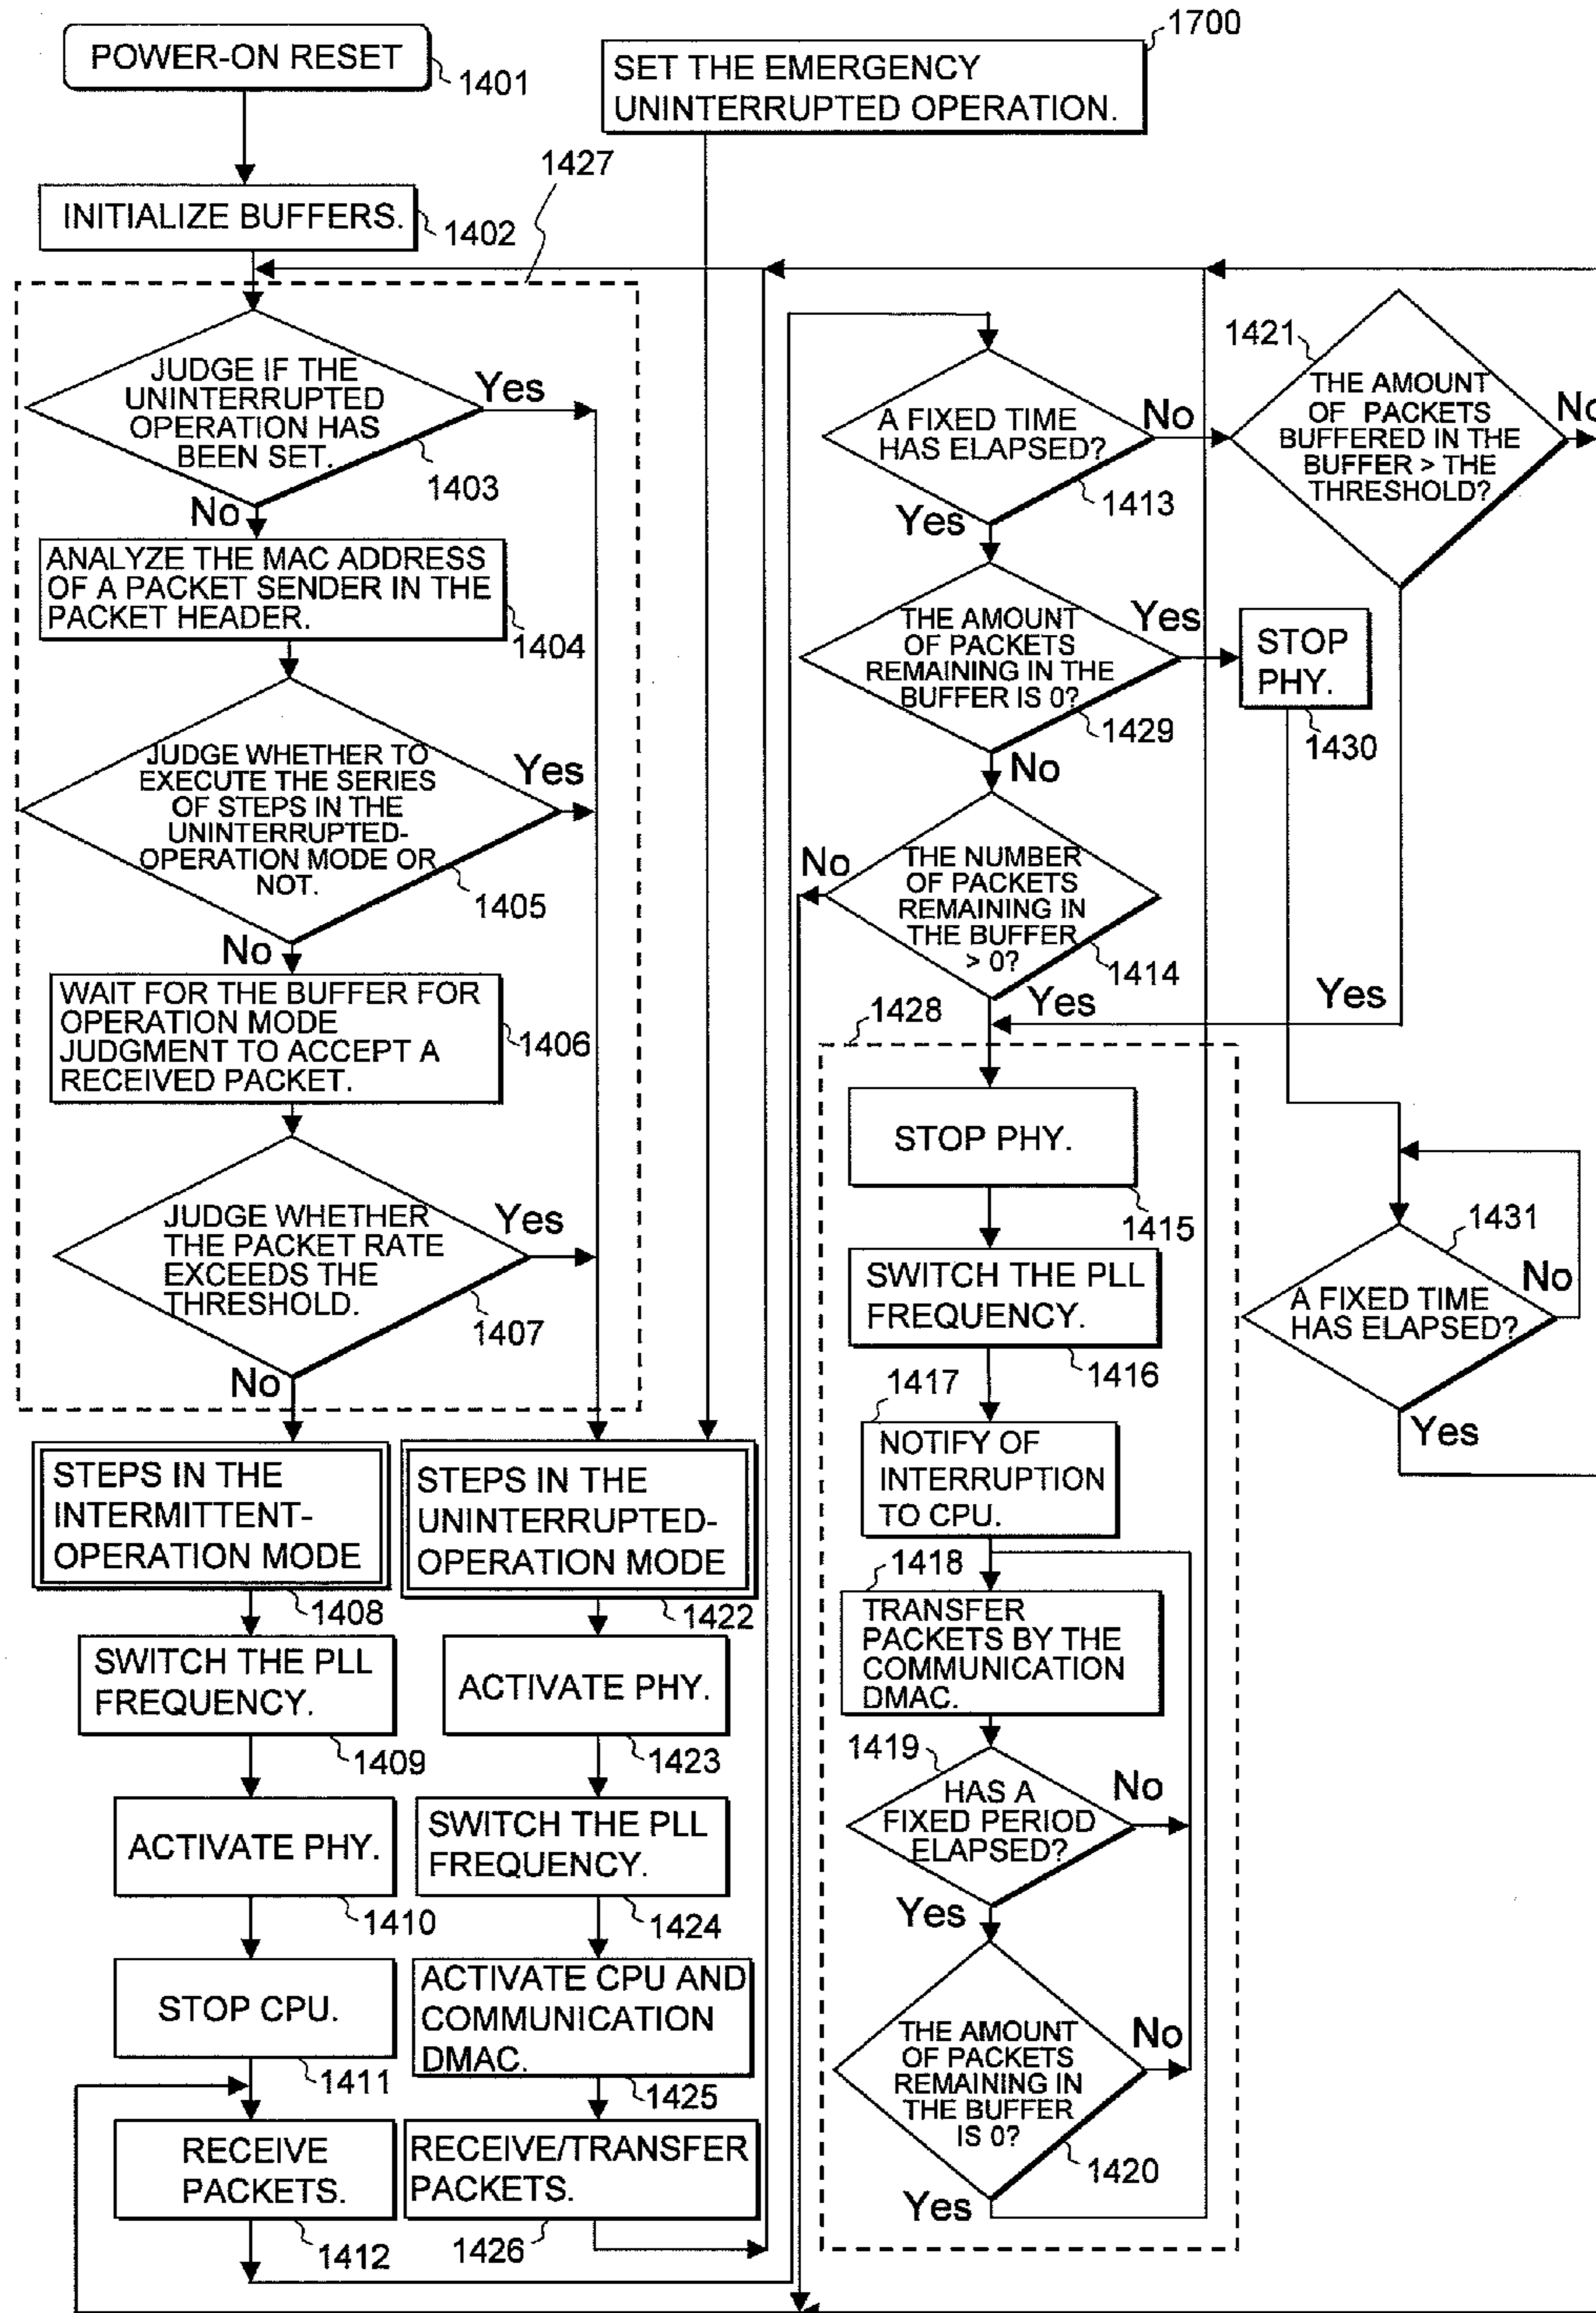 POWER-ON RESET
1401
SET THE EMERGENCY
UNINTERRUPTED OPERATION.
1700
INITIALIZE BUFFERS.
1402
1427
JUDGE IF THE
UNINTERRUPTED
OPERATION HAS
BEEN SET.
Yes
1403
No
ANALYZE THE MAC ADDRESS
OF A PACKET SENDER IN THE
PACKET HEADER.
1404
JUDGE WHETHER TO
EXECUTE THE SERIES
OF STEPS IN THE
UNINTERRUPTED-
OPERATION MODE OR
NOT.
Yes
1405
No
WAIT FOR THE BUFFER FOR
OPERATION MODE
JUDGMENT TO ACCEPT A
RECEIVED PACKET.
1406
JUDGE WHETHER
THE PACKET RATE
EXCEEDS THE
THRESHOLD.
Yes
1407
No
STEPS IN THE
INTERMITTENT-
OPERATION MODE
1408
SWITCH THE PLL
FREQUENCY.
1409
ACTIVATE PHY.
1410
STOP CPU.
1411
RECEIVE
PACKETS.
1412
STEPS IN THE
UNINTERRUPTED-
OPERATION MODE
1422
ACTIVATE PHY.
1423
SWITCH THE PLL
FREQUENCY.
1424
ACTIVATE CPU AND
COMMUNICATION
DMAC.
1425
RECEIVE/TRANSFER
PACKETS.
1426
A FIXED TIME
HAS ELAPSED?
No
1413
Yes
1421
THE AMOUNT
OF PACKETS
BUFFERED IN THE
BUFFER > THE
THRESHOLD?
No
Yes
THE AMOUNT
OF PACKETS
REMAINING IN THE
BUFFER IS 0?
Yes
1429
No
STOP
PHY.
1430
THE NUMBER
OF PACKETS
REMAINING IN
THE BUFFER
> 0?
No
1414
Yes
1428
STOP PHY.
1415
SWITCH THE PLL
FREQUENCY.
1416
1417
NOTIFY OF
INTERRUPTION
TO CPU.
1418
TRANSFER
PACKETS BY THE
COMMUNICATION
DMAC.
1419
HAS A
FIXED PERIOD
ELAPSED?
No
Yes
THE AMOUNT
OF PACKETS
REMAINING IN
THE BUFFER
IS 0?
No
1420
Yes
1431
A FIXED TIME
HAS ELAPSED?
No
Yes